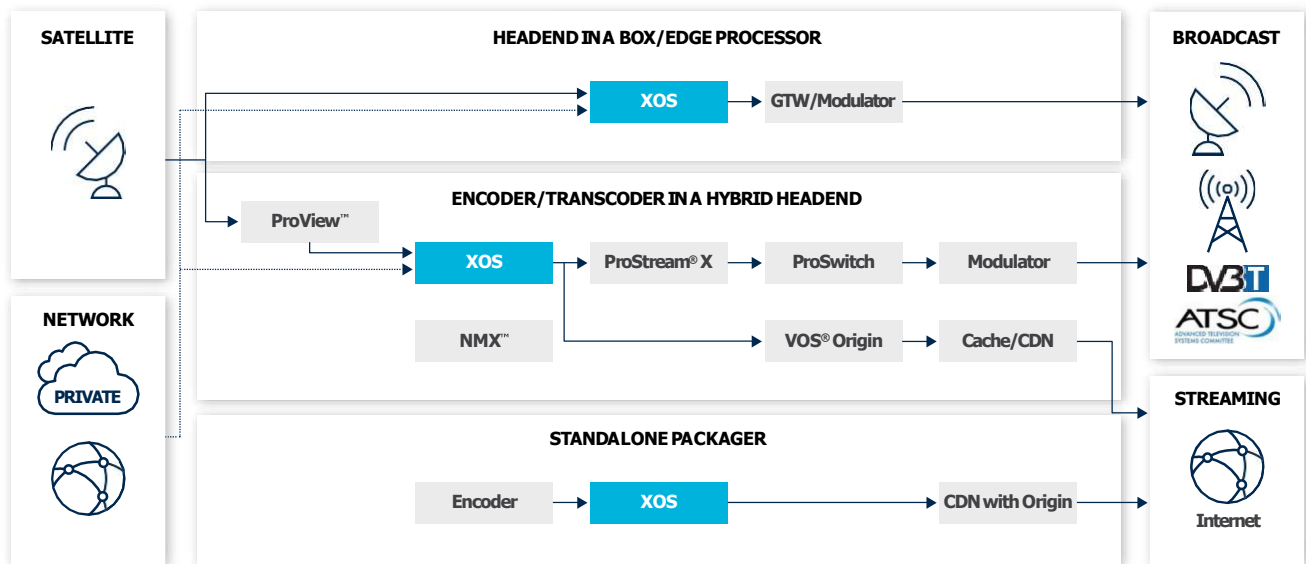 SATELLITE
HEADEND IN A BOX/EDGE PROCESSOR
XOS
GTW/Modulator
BROADCAST
ENCODER/TRANSCODER IN A HYBRID HEADEND
ProView™
XOS
ProStream® X
ProSwitch
Modulator
NMX™
VOS® Origin
Cache/CDN
DVB T
ATSC
ADVANCED TELEVISION
SYSTEMS COMMITTEE
NETWORK
PRIVATE
STANDALONE PACKAGER
Encoder
XOS
CDN with Origin
STREAMING
Internet